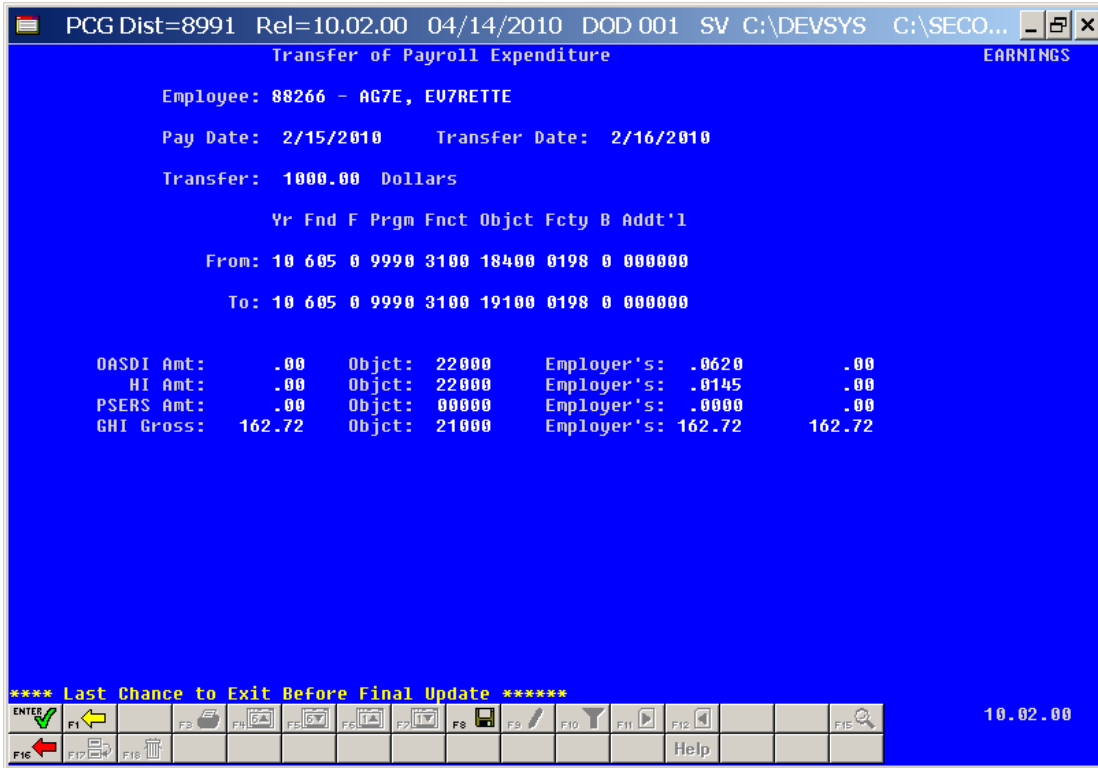 PCG Dist=8991 Rel=10.02.00 04/14/2010 DOD 001 SV C:\DEVSYS C:\SECO...
Transfer of Payroll Expenditure EARNINGS
Employee: 88266 - AG7E, EV7RETTE
Pay Date: 2/15/2010 Transfer Date: 2/16/2010
Transfer: 1000.00 Dollars
Yr Fnd F Prgm Fnct Objct Fcty B Addt'l
From: 10 605 0 9990 3100 18400 0198 0 000000
To: 10 605 0 9990 3100 19100 0198 0 000000
OASDI Amt: .00 Objct: 22000 Employer's: .0620 .00
HI Amt: .00 Objct: 22000 Employer's: .0145 .00
PSERS Amt: .00 Objct: 00000 Employer's: .0000 .00
GHI Gross: 162.72 Objct: 21000 Employer's: 162.72 162.72
**** Last Chance to Exit Before Final Update ******
ENTER F1 F3 F4 F5 F6 F7 F8 F9 F10 F11 F12 F15 10.02.00
F16 F17 F18 Help